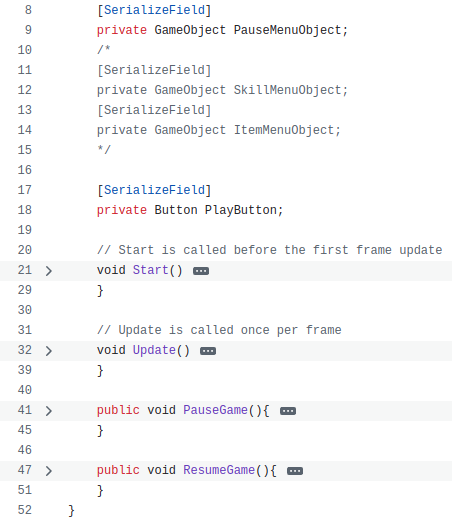 8 [SerializeField]
9 private GameObject PauseMenuObject;
10 /*
11 [SerializeField]
12 private GameObject SkillMenuObject;
13 [SerializeField]
14 private GameObject ItemMenuObject;
15 */
16
17 [SerializeField]
18 private Button PlayButton;
19
20 // Start is called before the first frame update
21 void Start() ...
29 }
30
31 // Update is called once per frame
32 void Update() ...
39 }
40
41 public void PauseGame(){ ...
45 }
46
47 public void ResumeGame(){ ...
51 }
52 }